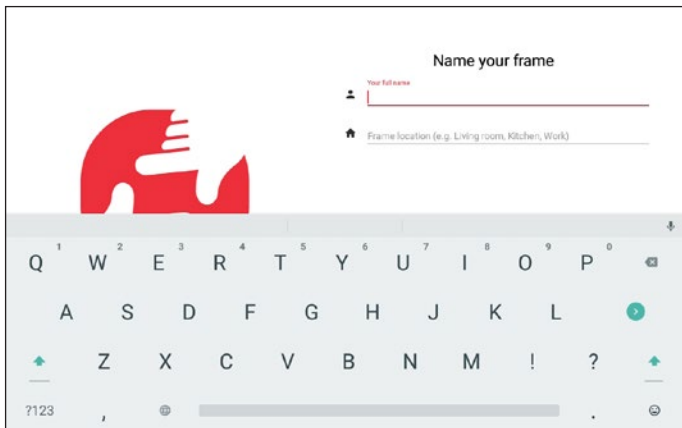 Name your frame
Your full name
Frame location (e.g. Living room, Kitchen, Work)
1 2 3 4 5 6 7 8 9 0
Q W E R T Y U I O P
A S D F G H J K L
Z X C V B N M ! ?
?123 , .